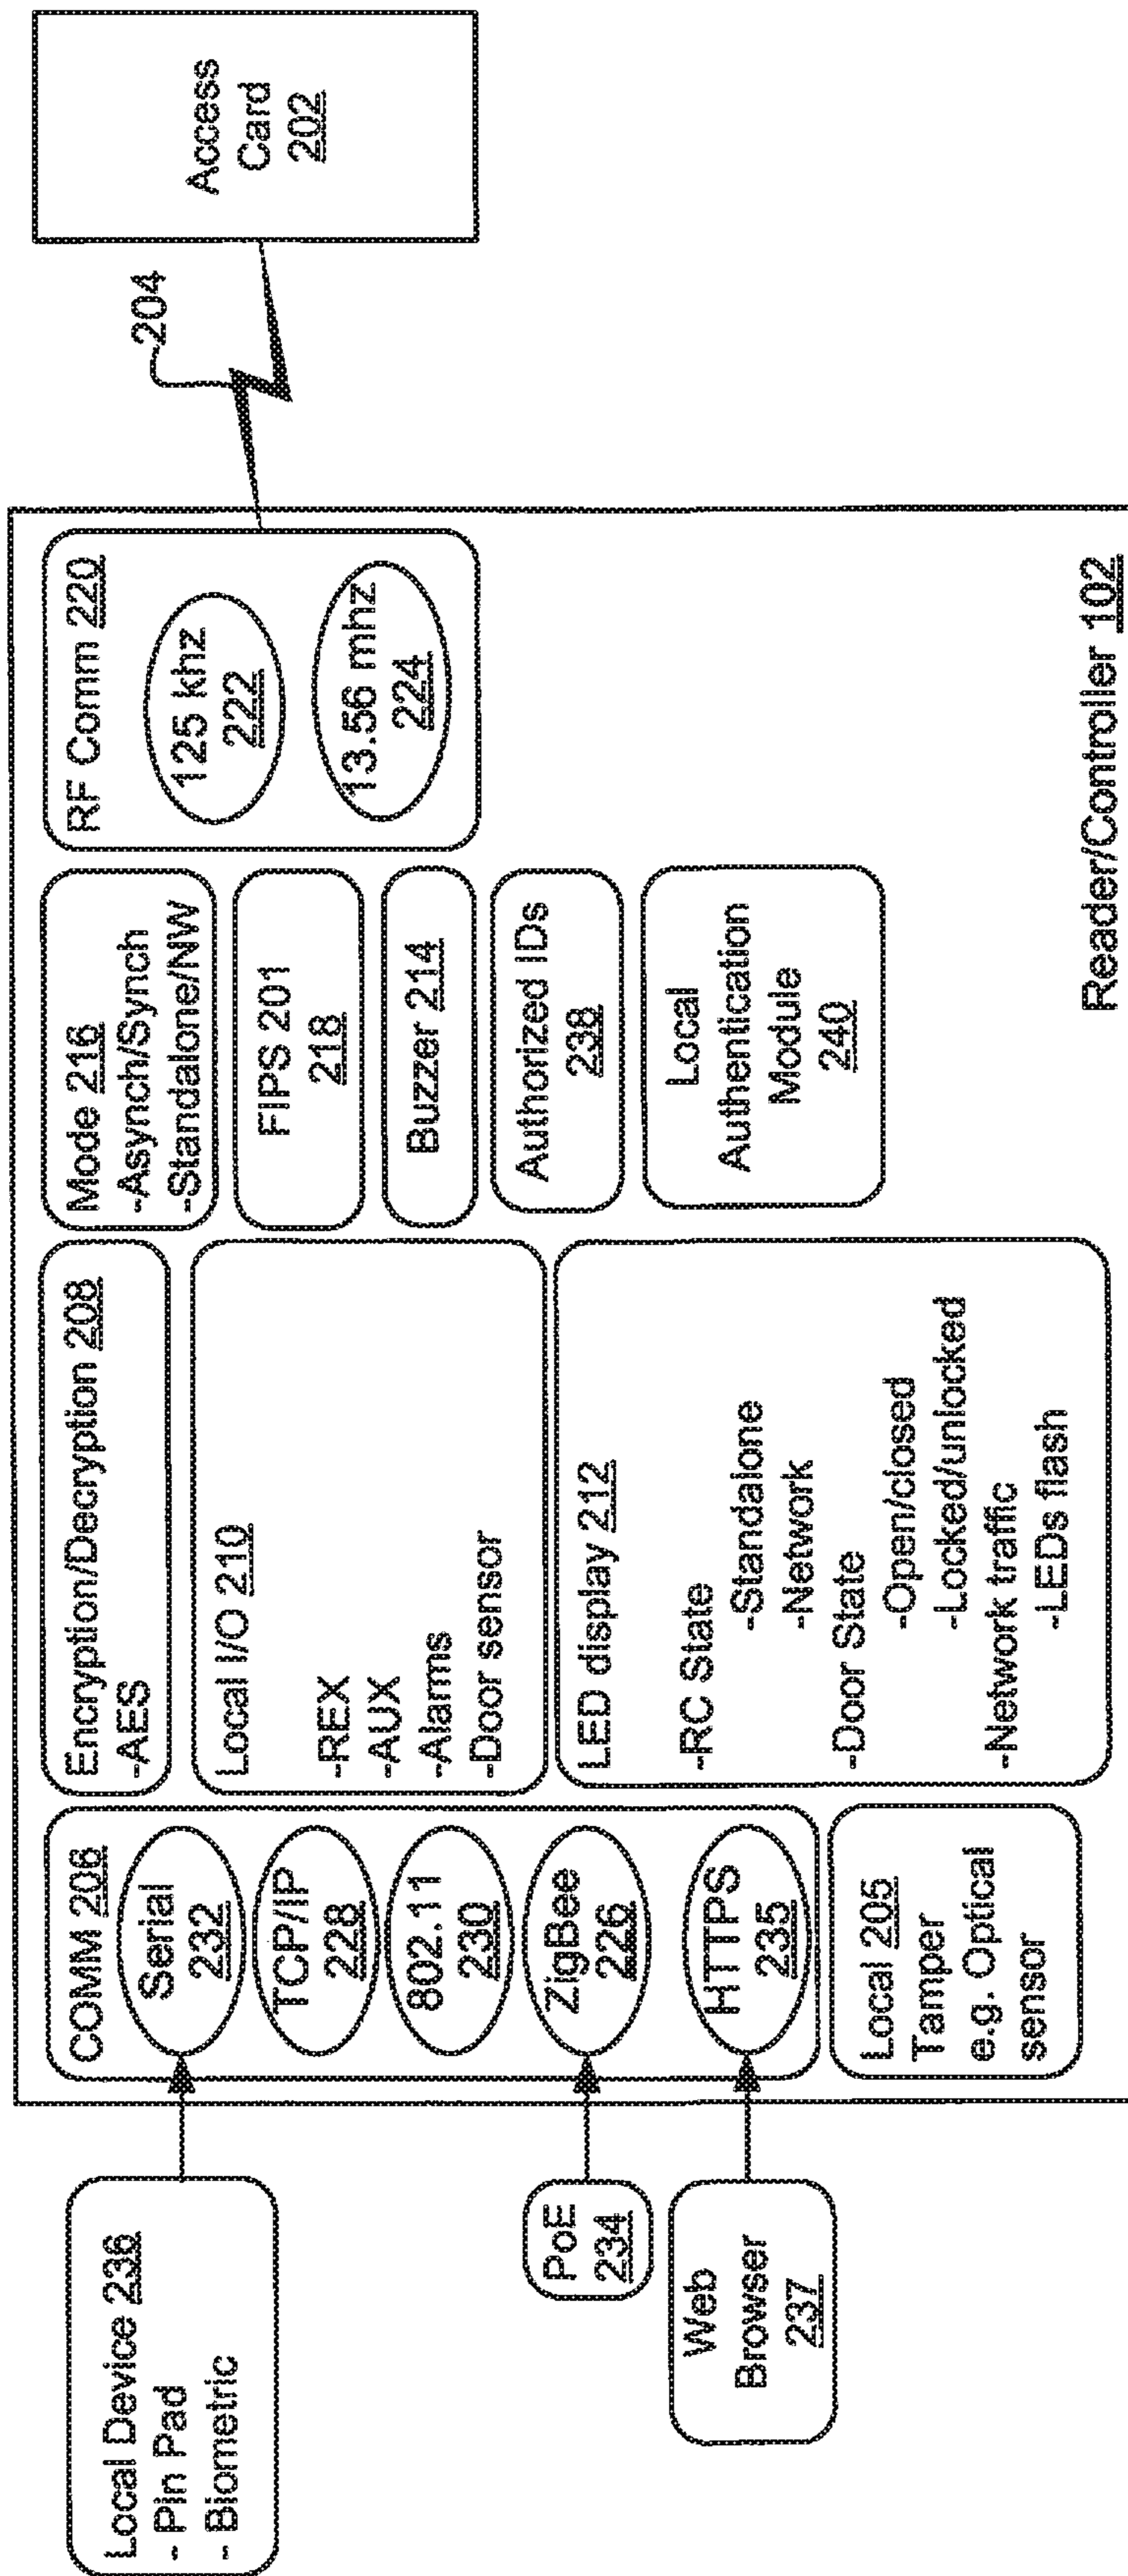 Local Device 236
- Pin Pad
- Biometric
PoE
234
Web
Browser
237
COMM 206
Serial
232
TCP/IP
228
802.11
230
ZigBee
226
HTTPS
235
Local 205
Tamper
e.g. Optical
sensor
Encryption/Decryption 208
-AES
Local I/O 210
-REX
-AUX
-Alarms
-Door sensor
LED display 212
-RC State
-Standalone
-Network
-Door State
-Open/closed
-Locked/unlocked
-Network traffic
-LEDs flash
Mode 216
-Asynch/Synch
-Standalone/NW
FIPS 201
218
Buzzer 214
Authorized IDs
238
Local
Authentication
Module
240
RF Comm 220
125 khz
222
13.56 mhz
224
Reader/Controller 102
204
Access
Card
202